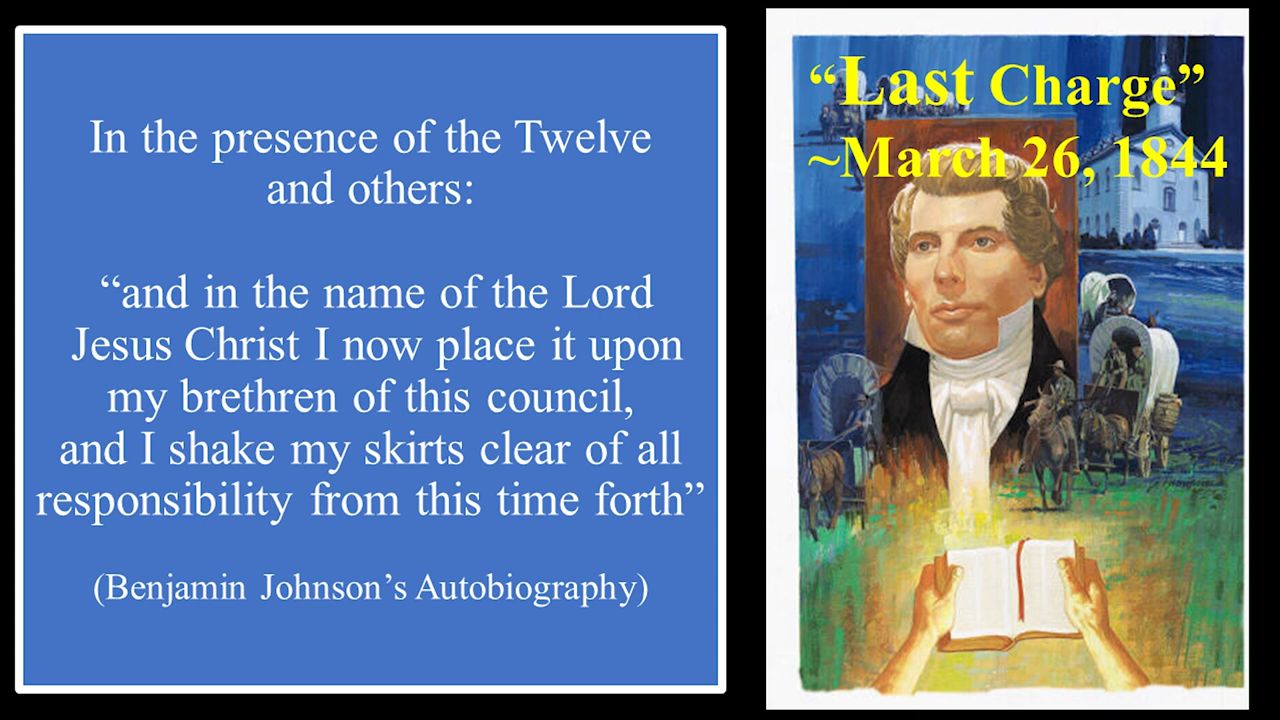 In the presence of the Twelve
and others:
“and in the name of the Lord
Jesus Christ I now place it upon
my brethren of this council,
and I shake my skirts clear of all
responsibility from this time forth”
(Benjamin Johnson’s Autobiography)
“Last Charge”
~March 26, 1844